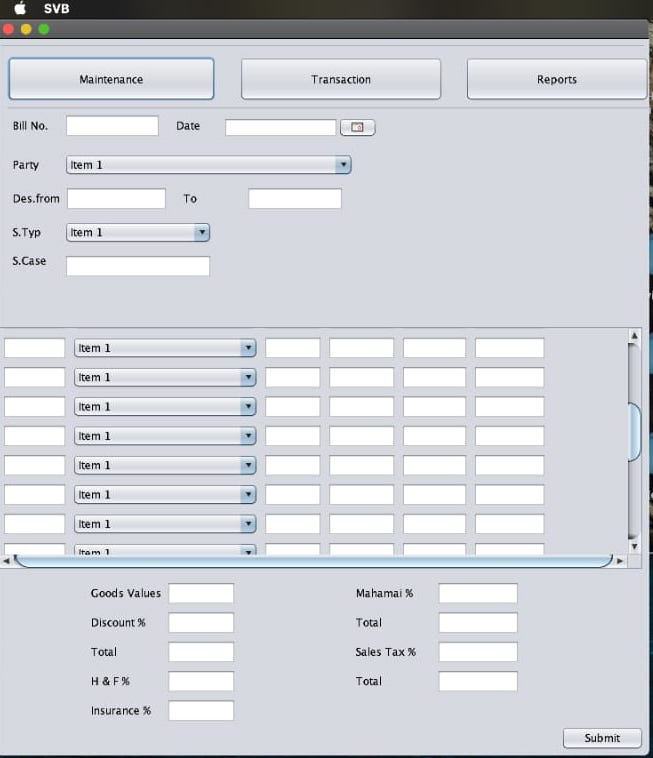 SVB
Maintenance Transaction Reports
Bill No. Date
Party Item 1
Des.from To
S.Typ Item 1
S.Case
Item 1
Item 1
Item 1
Item 1
Item 1
Item 1
Item 1
Item 1
Goods Values Mahamai %
Discount % Total
Total Sales Tax %
H & F % Total
Insurance %
Submit